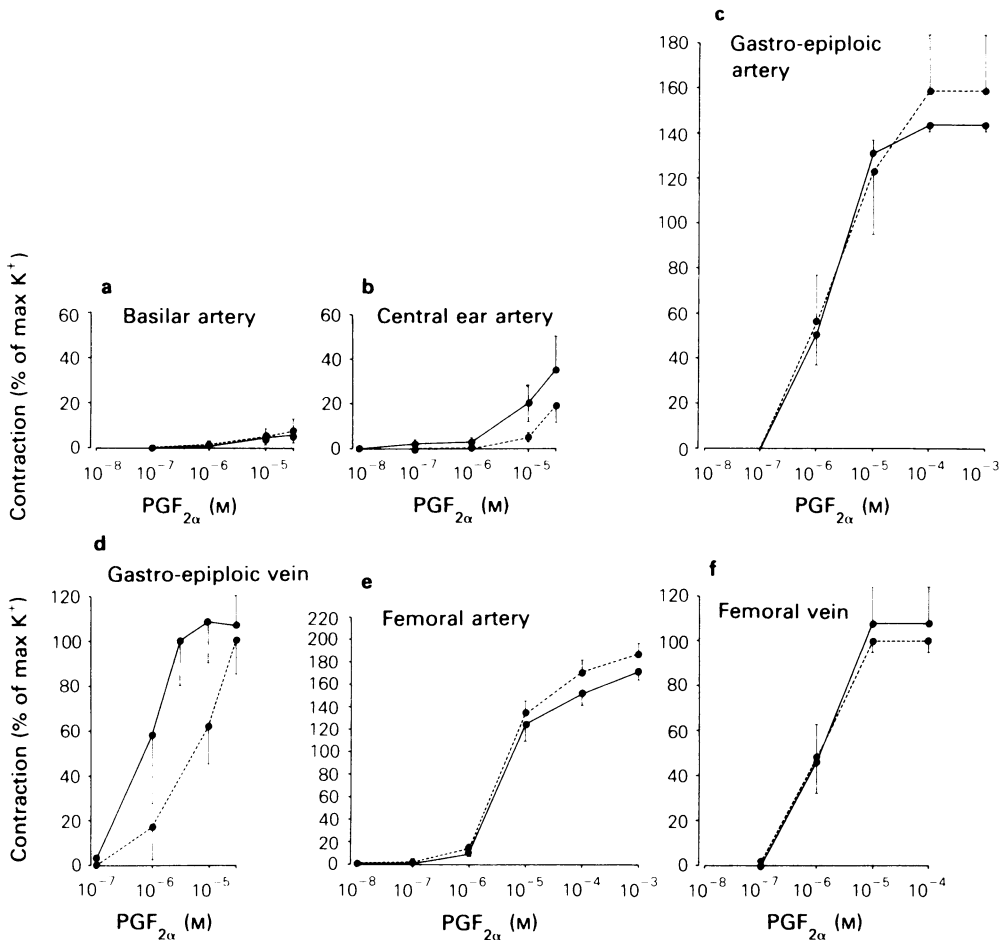 c
Gastro-epiploic
artery
180
160
140
120
100
80
60
40
20
0
10⁻⁸ 10⁻⁷ 10⁻⁶ 10⁻⁵ 10⁻⁴ 10⁻³
PGF₂α (M)
Contraction (% of max K⁺)
a
Basilar artery
60
40
20
0
10⁻⁸ 10⁻⁷ 10⁻⁶ 10⁻⁵
PGF₂α (M)
b
Central ear artery
60
40
20
0
10⁻⁸ 10⁻⁷ 10⁻⁶ 10⁻⁵
PGF₂α (M)
Contraction (% of max K⁺)
d
Gastro-epiploic vein
120
100
80
60
40
20
0
10⁻⁷ 10⁻⁶ 10⁻⁵
PGF₂α (M)
e
Femoral artery
220
200
180
160
140
120
100
80
60
40
20
0
10⁻⁸ 10⁻⁷ 10⁻⁶ 10⁻⁵ 10⁻⁴ 10⁻³
PGF₂α (M)
f
Femoral vein
120
100
80
60
40
20
0
10⁻⁸ 10⁻⁷ 10⁻⁶ 10⁻⁵ 10⁻⁴
PGF₂α (M)